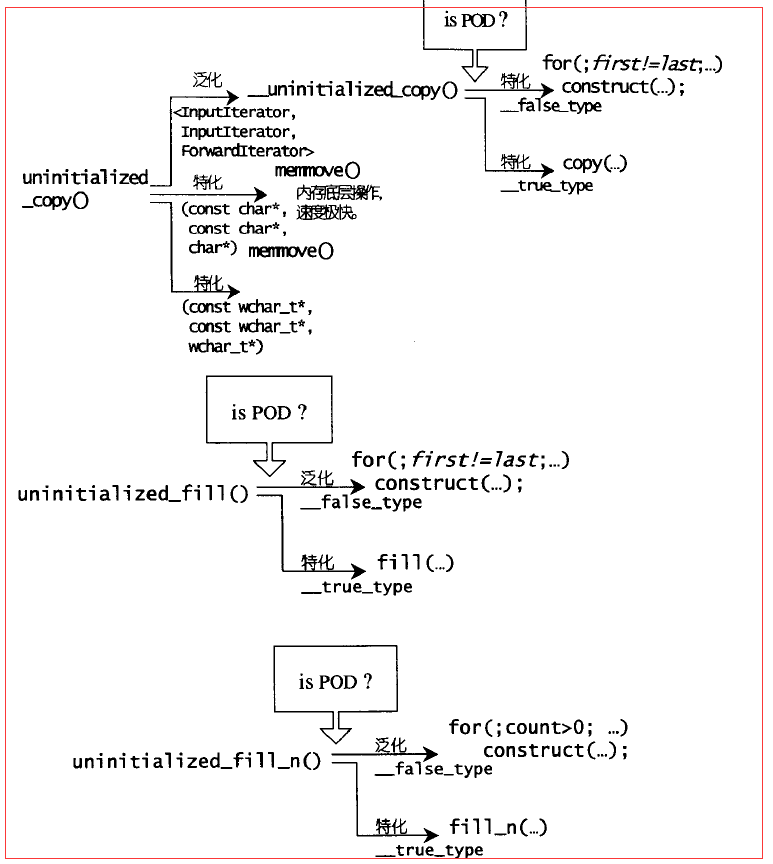 is POD ?
for(;first!=last;…)
泛化
__uninitialized_copy()
特化
construct(…);
__false_type
<InputIterator,
InputIterator,
ForwardIterator>
特化
copy(…)
__true_type
memmove()
uninitialized
_copy()
特化
内存底层操作,
速度极快。
(const char*,
const char*,
char*)
memmove()
特化
(const wchar_t*,
const wchar_t*,
wchar_t*)
is POD ?
for(;first!=last;…)
uninitialized_fill()
泛化
construct(…);
__false_type
特化
fill(…)
__true_type
is POD ?
for(;count>0; …)
uninitialized_fill_n()
泛化
construct(…);
__false_type
特化
fill_n(…)
__true_type